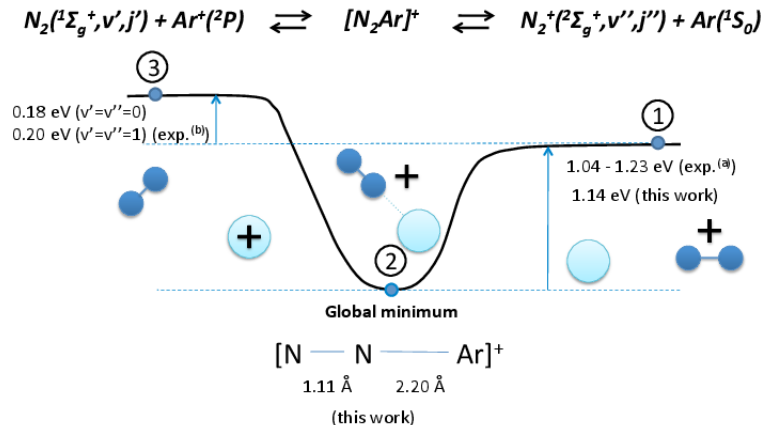 N₂(¹Σg⁺,v',j') + Ar⁺(²P) ⇌ [N₂Ar]⁺ ⇌ N₂⁺(²Σg⁺,v'',j'') + Ar(¹S₀)
3
1
0.18 eV (v'=v''=0)
0.20 eV (v'=v''=1) (exp.⁽ᵇ⁾)
1.04 - 1.23 eV (exp.⁽ᵃ⁾)
1.14 eV (this work)
+
+
+
2
Global minimum
[N — N — Ar]⁺
1.11 Å 2.20 Å
(this work)